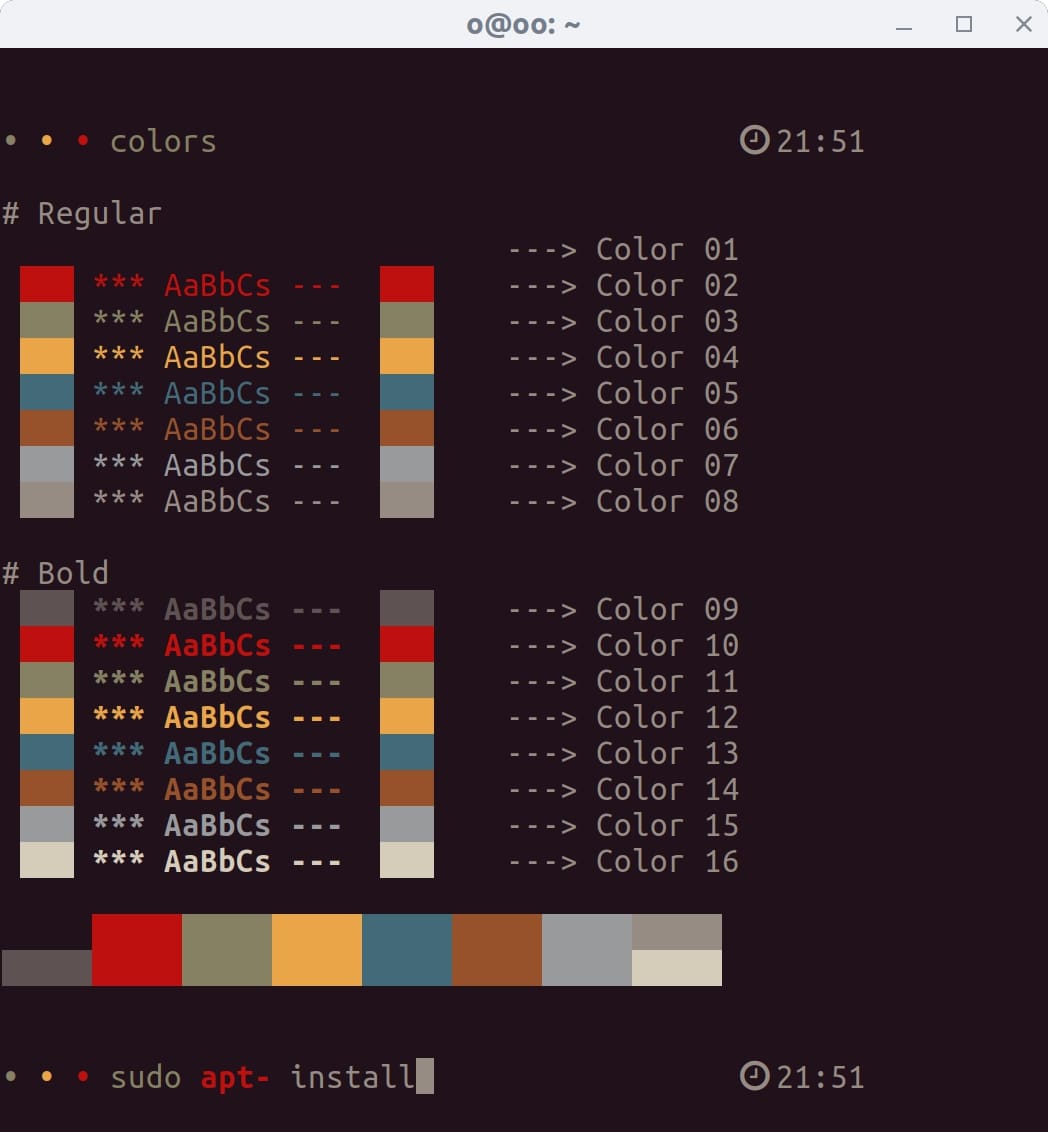 o@oo: ~
• • • colors 21:51
# Regular
---> Color 01
*** AaBbCs --- ---> Color 02
*** AaBbCs --- ---> Color 03
*** AaBbCs --- ---> Color 04
*** AaBbCs --- ---> Color 05
*** AaBbCs --- ---> Color 06
*** AaBbCs --- ---> Color 07
*** AaBbCs --- ---> Color 08
# Bold
*** AaBbCs --- ---> Color 09
*** AaBbCs --- ---> Color 10
*** AaBbCs --- ---> Color 11
*** AaBbCs --- ---> Color 12
*** AaBbCs --- ---> Color 13
*** AaBbCs --- ---> Color 14
*** AaBbCs --- ---> Color 15
*** AaBbCs --- ---> Color 16
• • • sudo apt- install 21:51